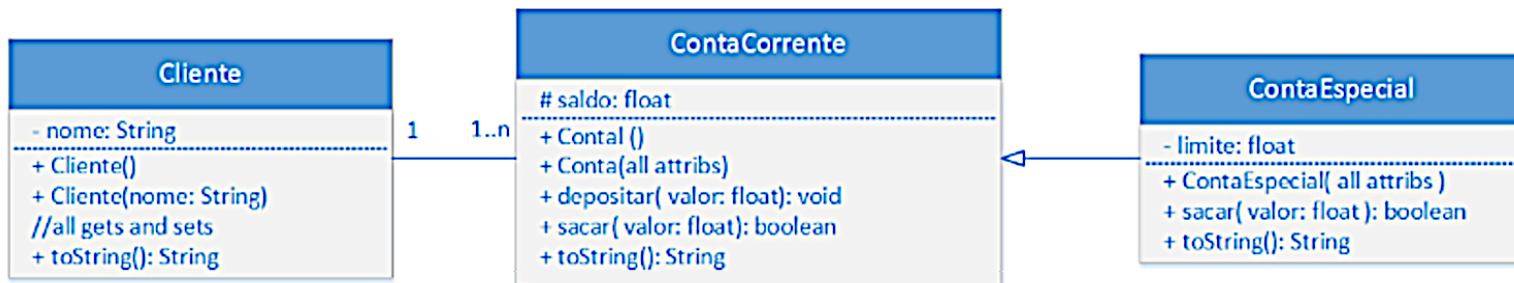 Cliente
- nome: String
+ Cliente()
+ Cliente(nome: String)
//all gets and sets
+ toString(): String
1
1..n
ContaCorrente
# saldo: float
+ Contal ()
+ Conta(all attribs)
+ depositar( valor: float): void
+ sacar( valor: float): boolean
+ toString(): String
ContaEspecial
- limite: float
+ ContaEspecial( all attribs )
+ sacar( valor: float ): boolean
+ toString(): String